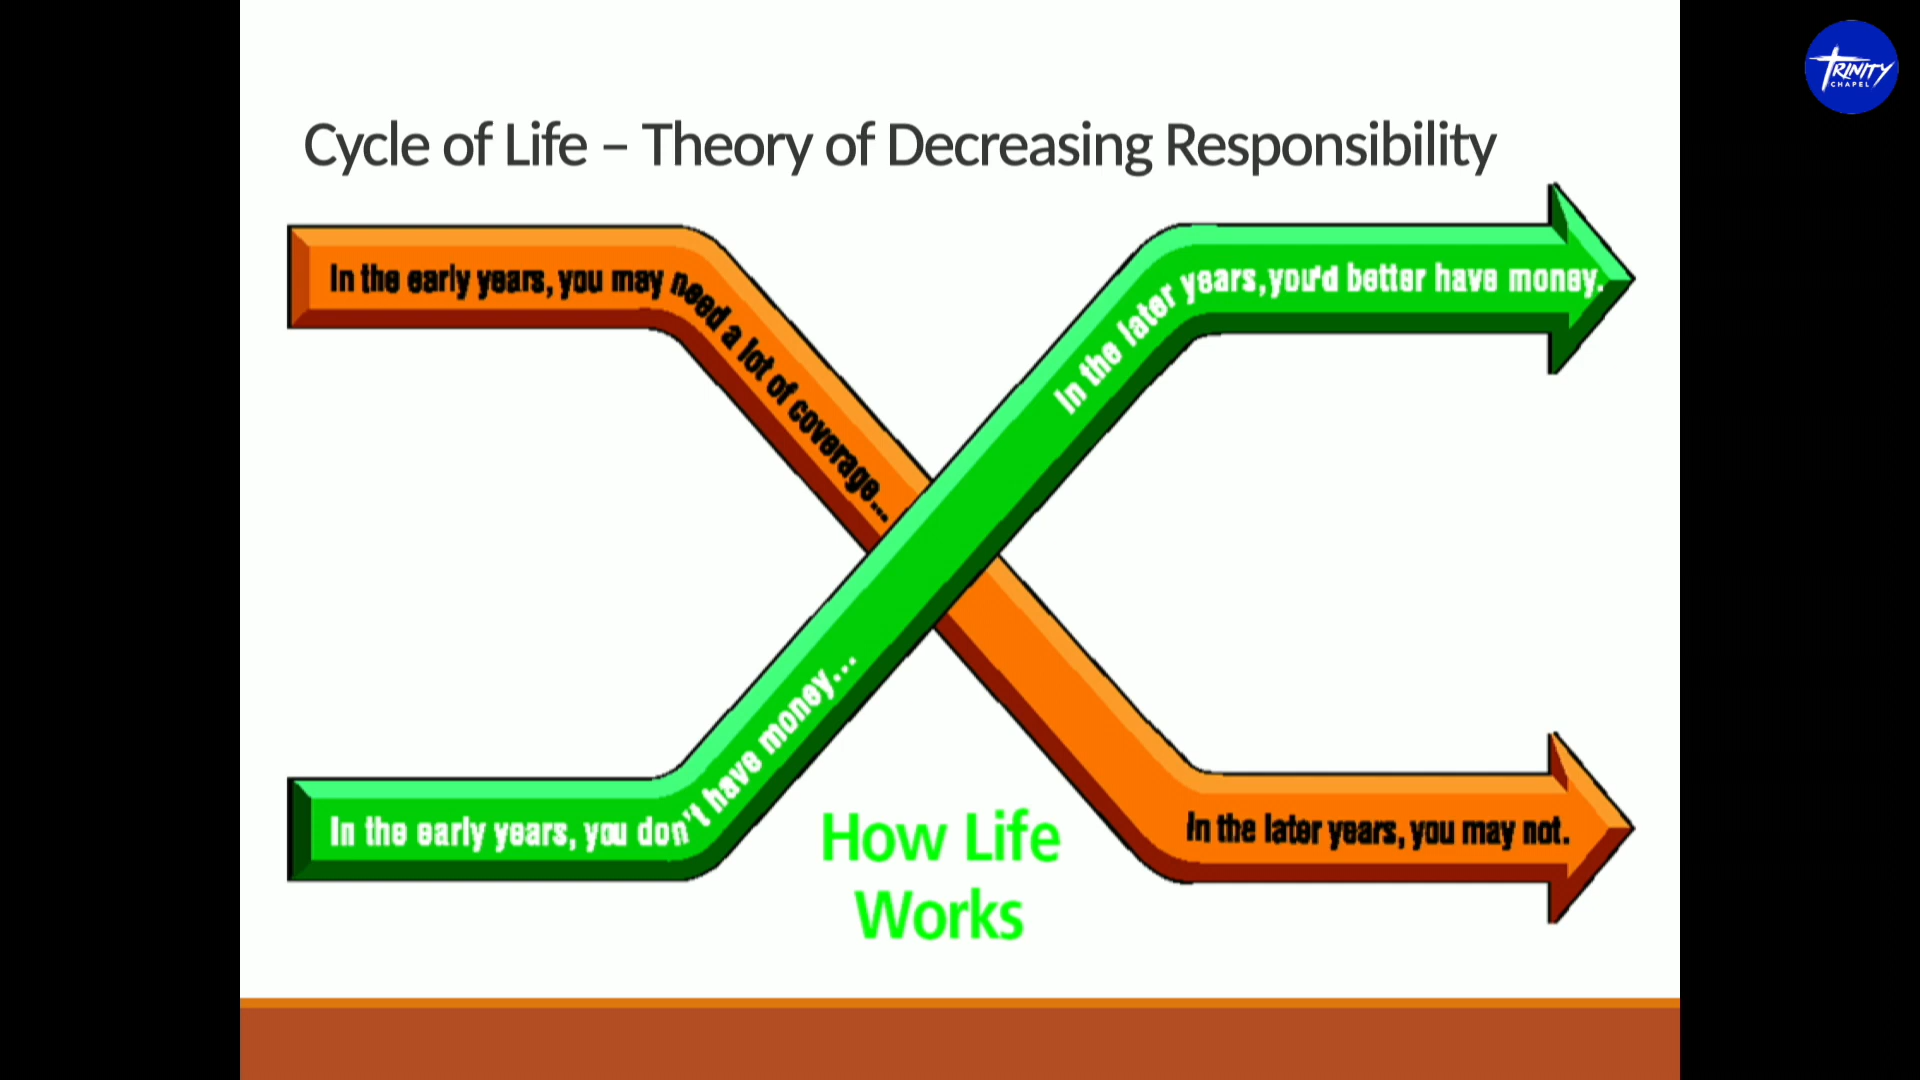 TRINITY
CHAPEL
Cycle of Life – Theory of Decreasing Responsibility
In the early years, you may need a lot of coverage...
In the later years, you'd better have money.
In the early years, you don't have money...
In the later years, you may not.
How Life
Works